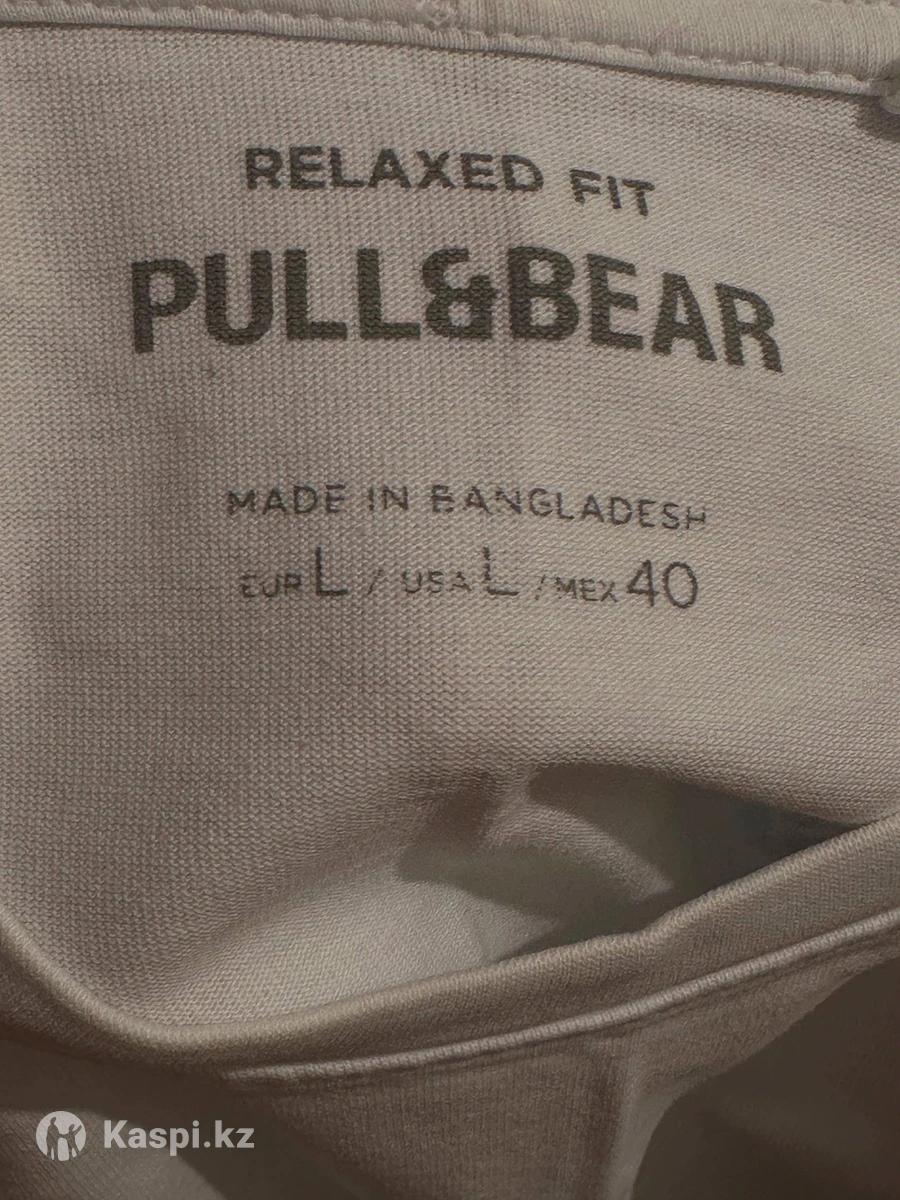 RELAXED FIT
PULL&BEAR
MADE IN BANGLADESH
EUR L / USA L / MEX 40
Kaspi.kz